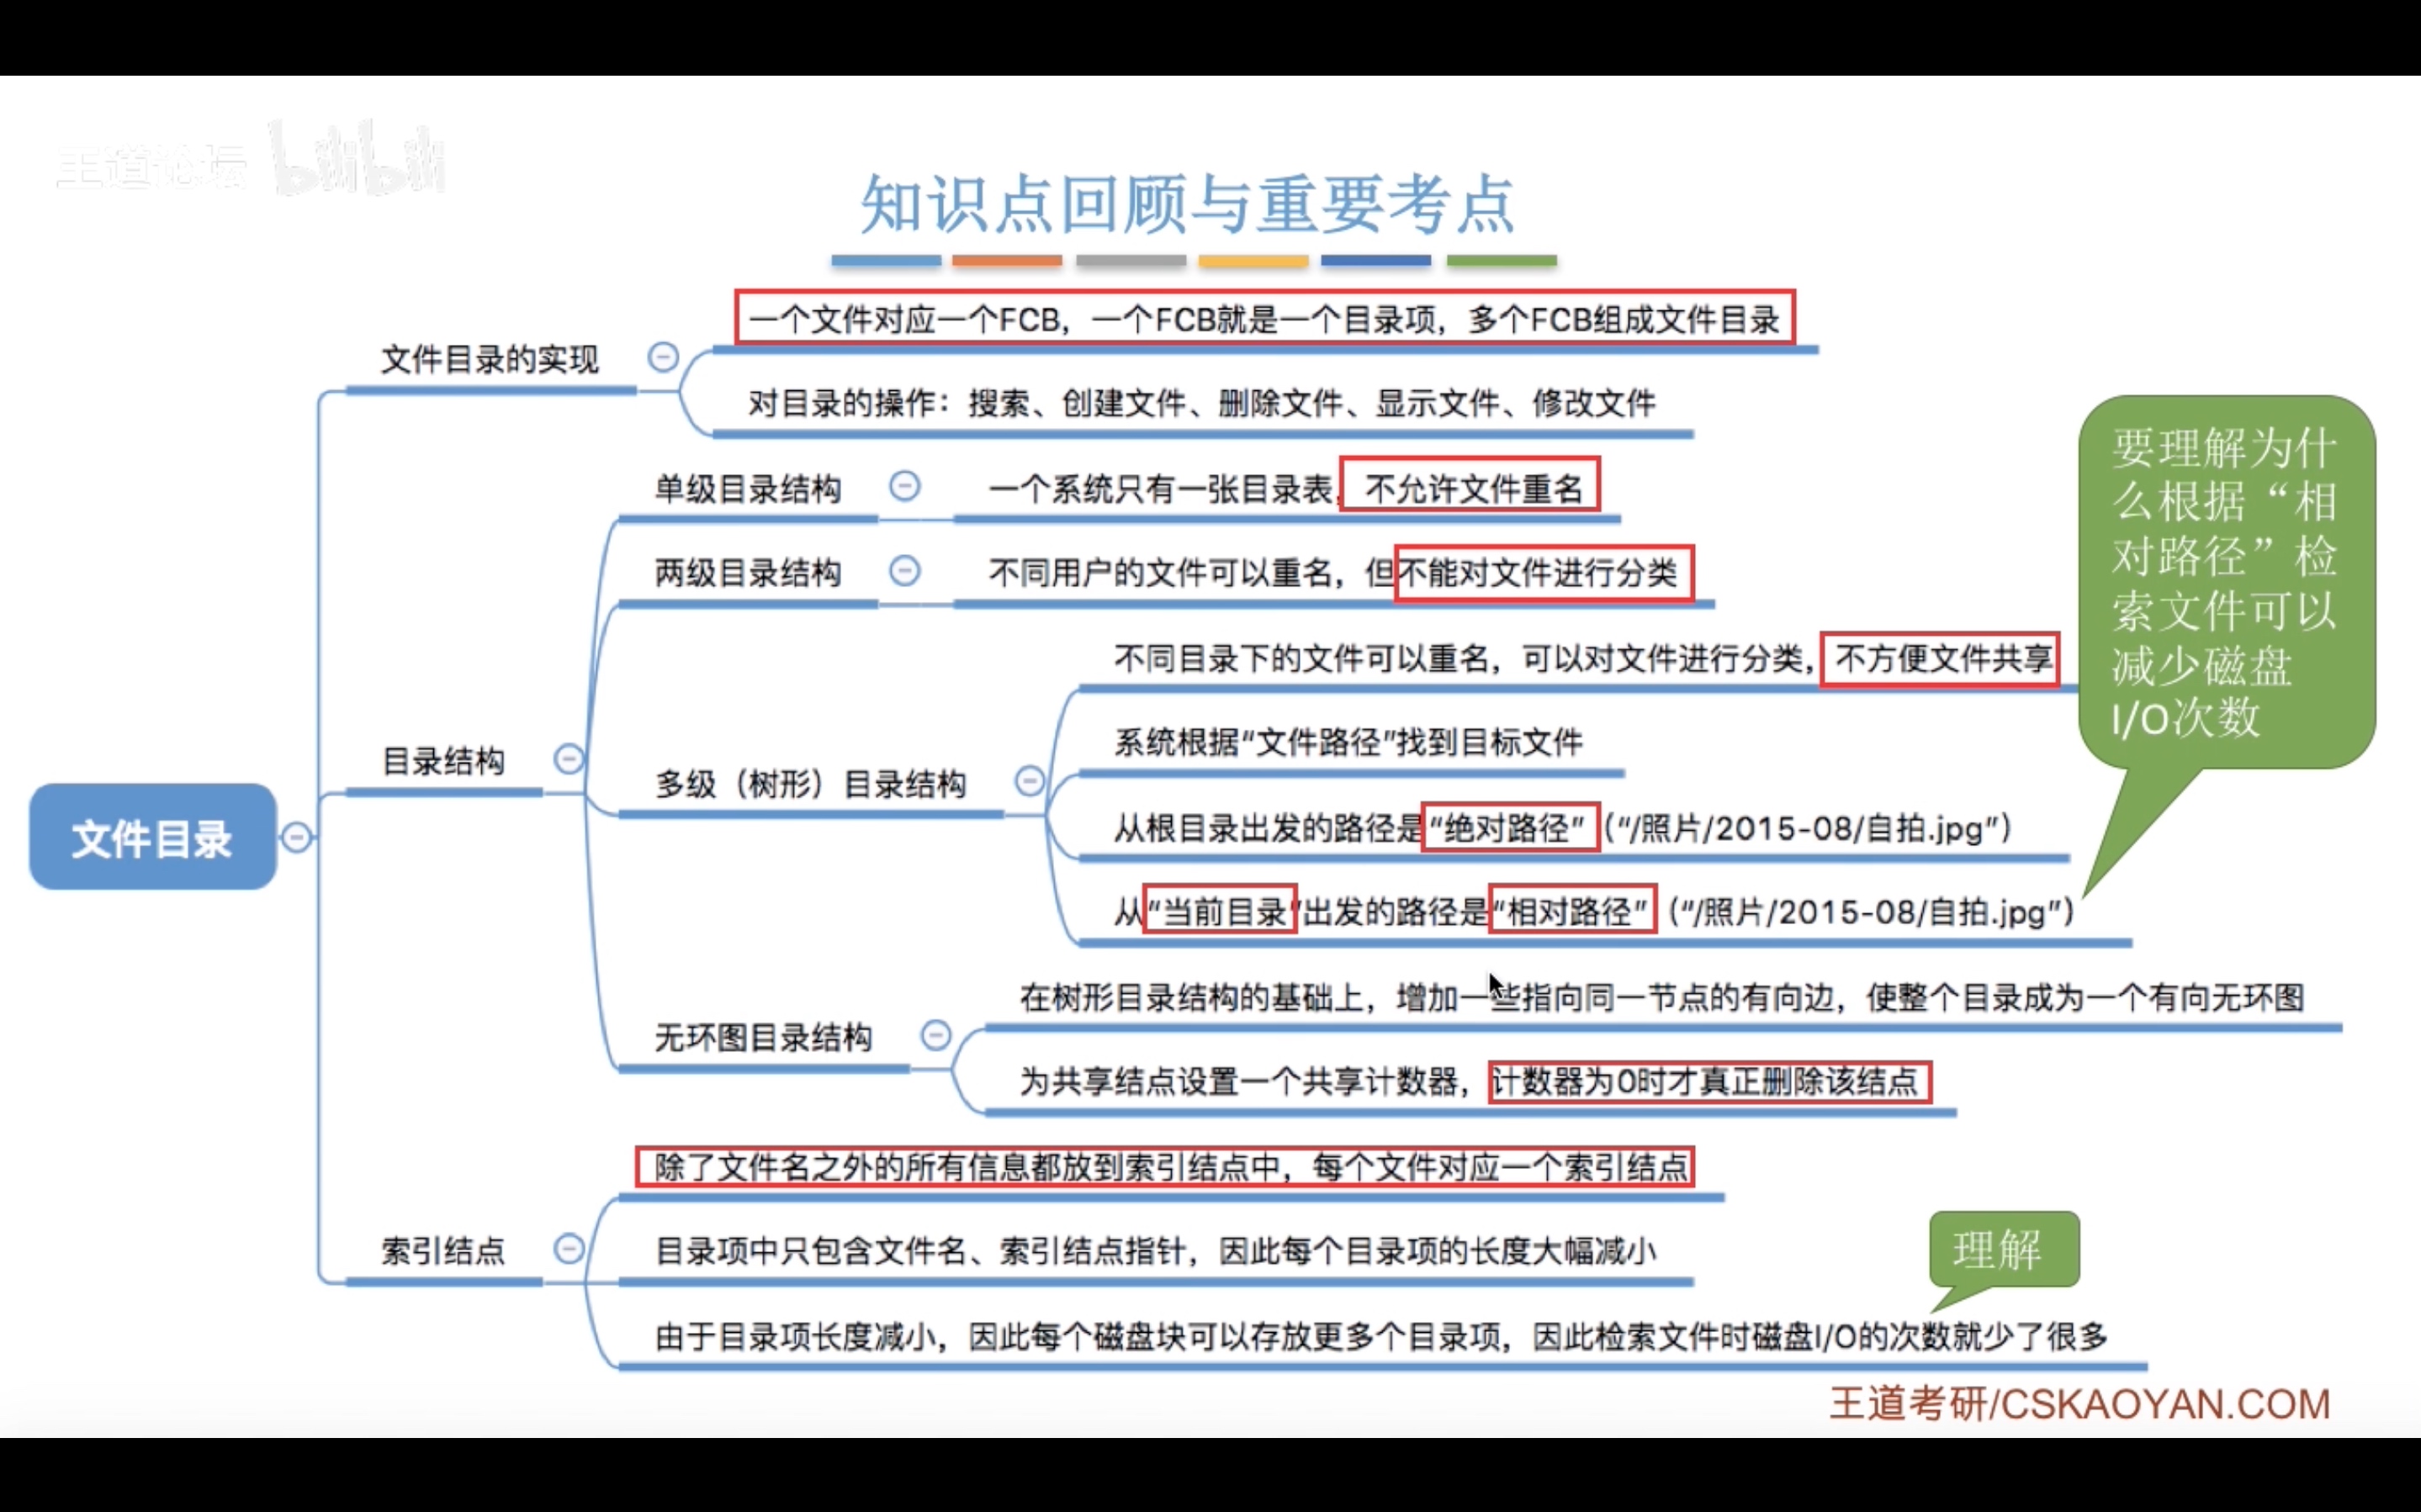 王道论坛 bilibili
知识点回顾与重要考点
文件目录
文件目录的实现
一个文件对应一个FCB，一个FCB就是一个目录项，多个FCB组成文件目录
对目录的操作：搜索、创建文件、删除文件、显示文件、修改文件
目录结构
单级目录结构
一个系统只有一张目录表，不允许文件重名
两级目录结构
不同用户的文件可以重名，但不能对文件进行分类
多级（树形）目录结构
不同目录下的文件可以重名，可以对文件进行分类，不方便文件共享
系统根据“文件路径”找到目标文件
从根目录出发的路径是“绝对路径”（“/照片/2015-08/自拍.jpg”）
从“当前目录”出发的路径是“相对路径”（“/照片/2015-08/自拍.jpg”）
要理解为什
么根据“相
对路径”检
索文件可以
减少磁盘
I/O次数
无环图目录结构
在树形目录结构的基础上，增加一些指向同一节点的有向边，使整个目录成为一个有向无环图
为共享结点设置一个共享计数器，计数器为0时才真正删除该结点
索引结点
除了文件名之外的所有信息都放到索引结点中，每个文件对应一个索引结点
目录项中只包含文件名、索引结点指针，因此每个目录项的长度大幅减小
由于目录项长度减小，因此每个磁盘块可以存放更多个目录项，因此检索文件时磁盘I/O的次数就少了很多
理解
王道考研/CSKAOYAN.COM